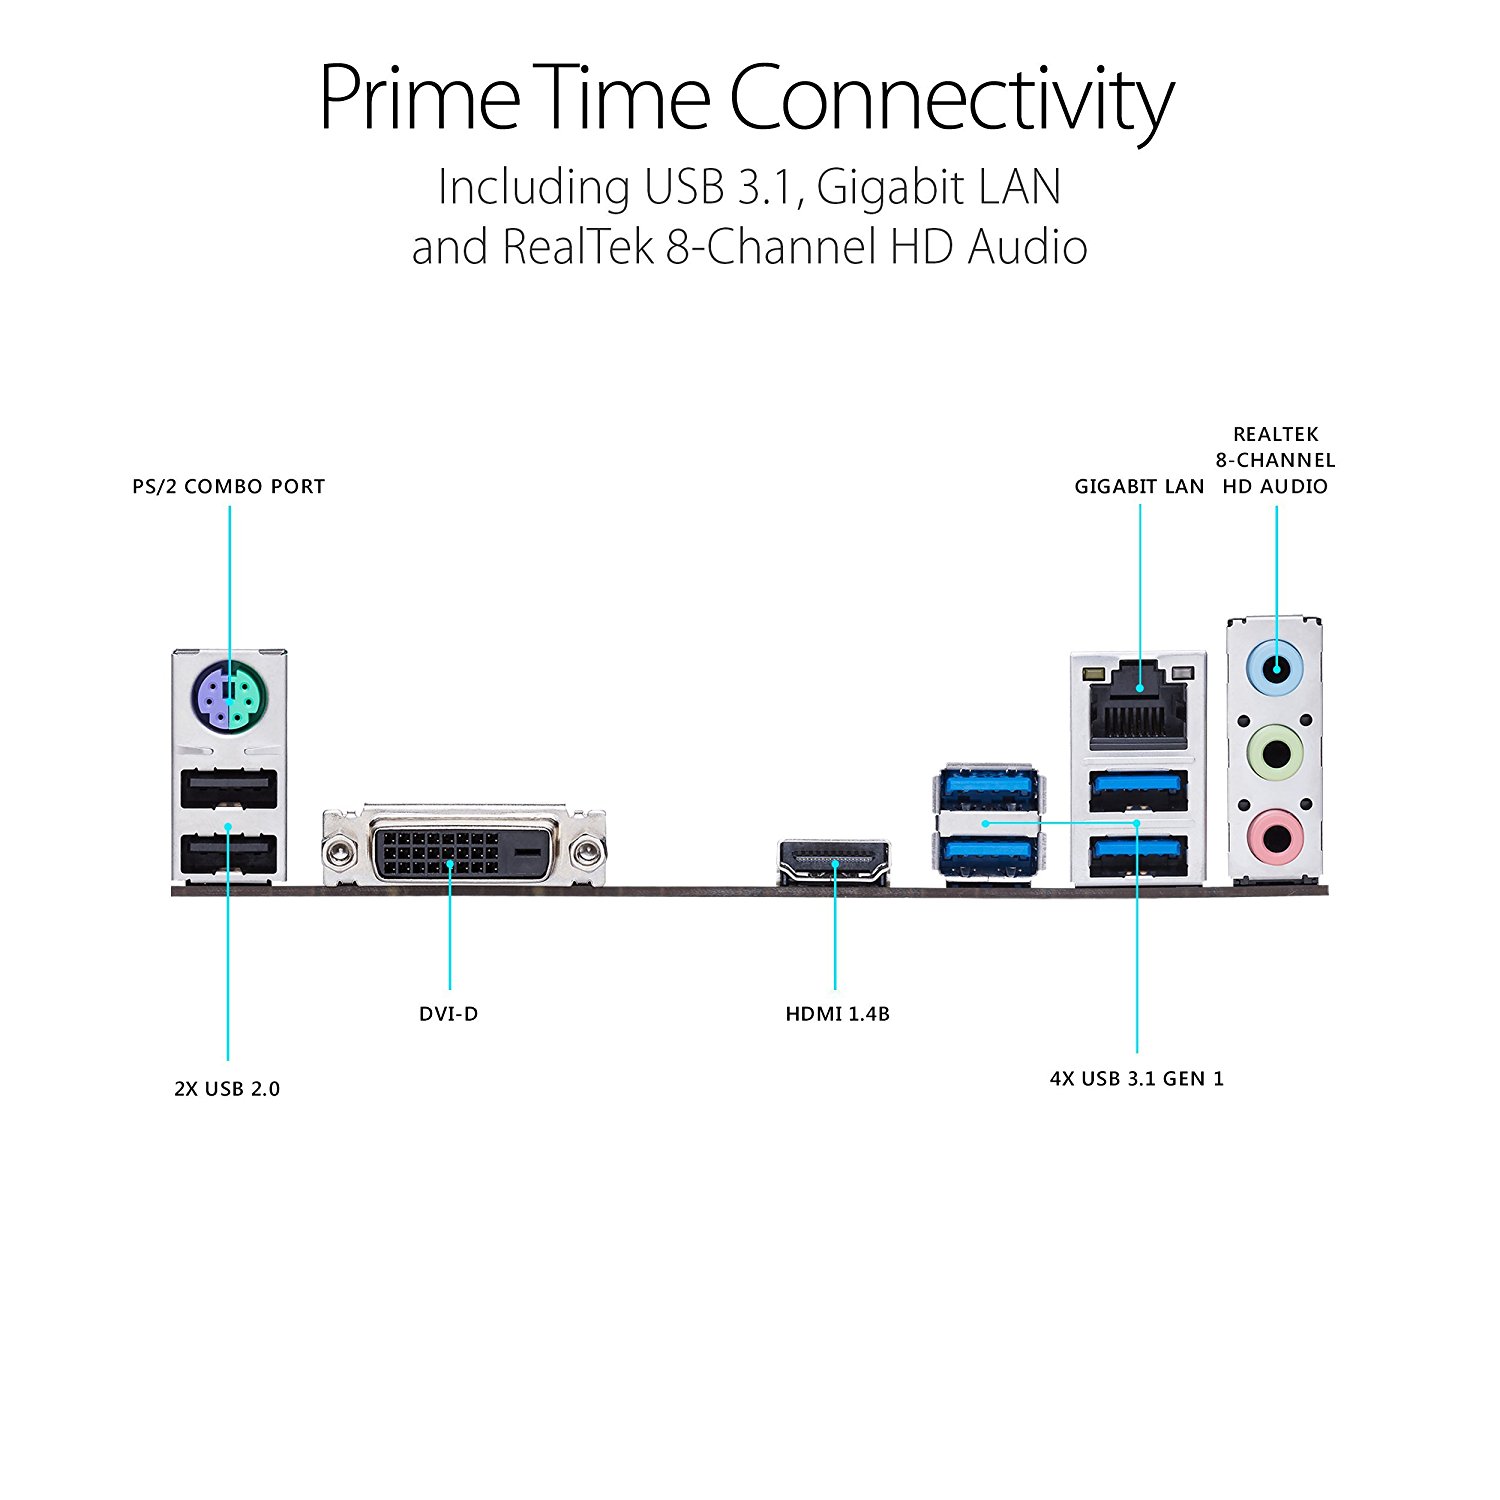 Prime Time Connectivity
Including USB 3.1, Gigabit LAN
and RealTek 8-Channel HD Audio
REALTEK
8-CHANNEL
HD AUDIO
PS/2 COMBO PORT
GIGABIT LAN
DVI-D
HDMI 1.4B
2X USB 2.0
4X USB 3.1 GEN 1